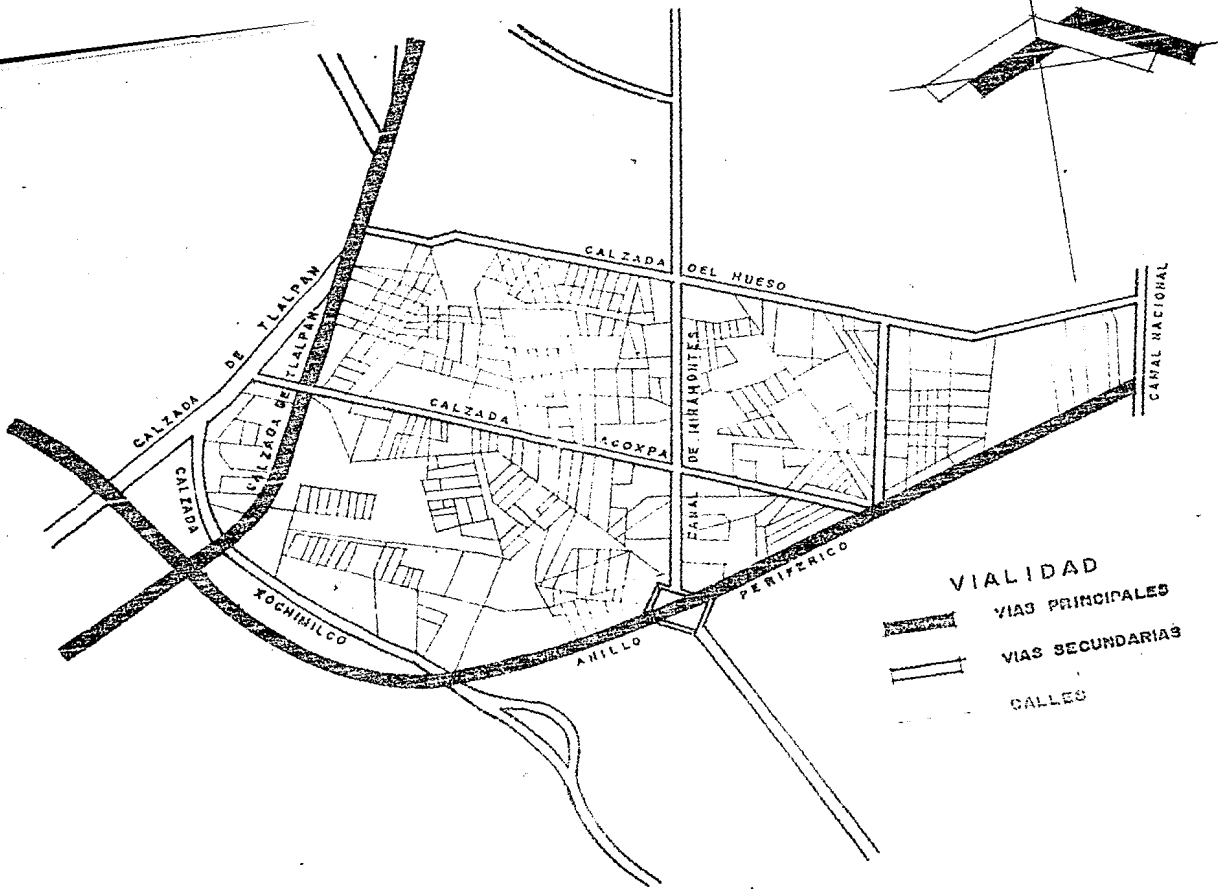 CALZADA DEL HUESO
CALZADA DE TLALPAN
CALZADA DE TLALPAN
CANAL NACIONAL
CANAL DE MIRAMONTES
CALZADA ACOXPA
CALZADA XOCHIMILCO
ANILLO PERIFERICO
VIALIDAD
VIAS PRINCIPALES
VIAS SECUNDARIAS
CALLES